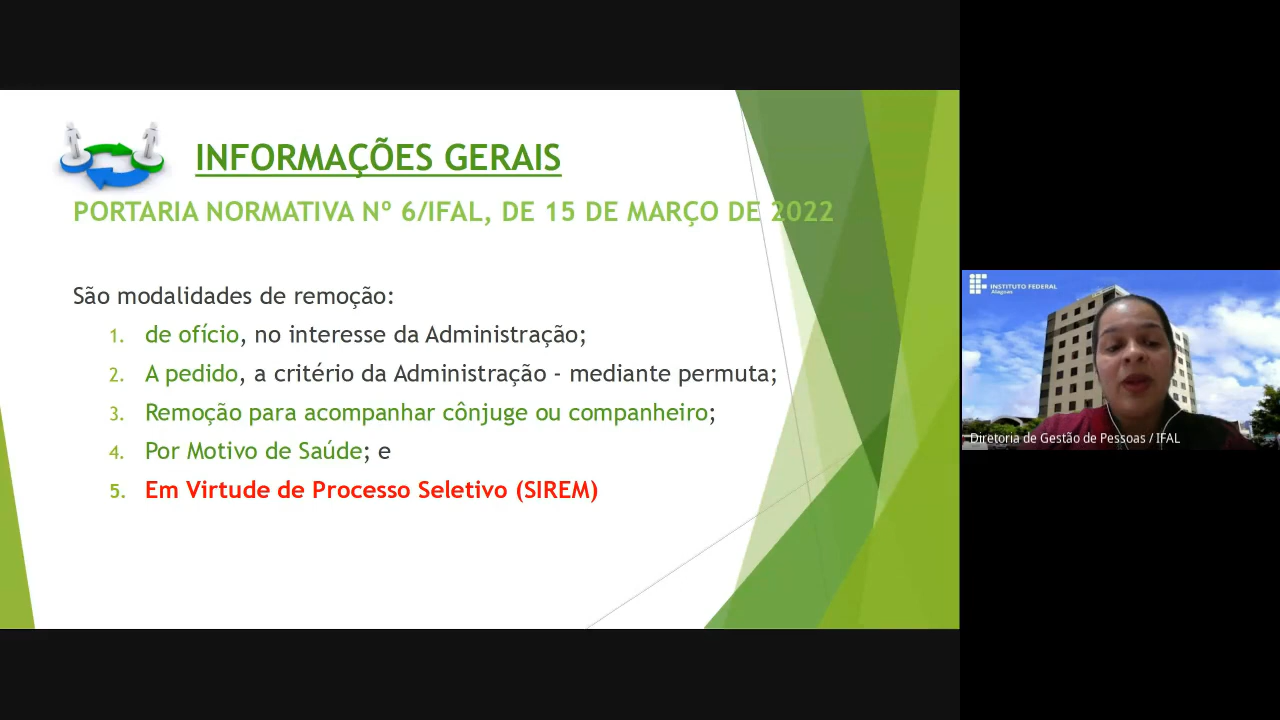 INFORMAÇÕES GERAIS
PORTARIA NORMATIVA Nº 6/IFAL, DE 15 DE MARÇO DE 2022
São modalidades de remoção:
1. de ofício, no interesse da Administração;
2. A pedido, a critério da Administração - mediante permuta;
3. Remoção para acompanhar cônjuge ou companheiro;
4. Por Motivo de Saúde; e
5. Em Virtude de Processo Seletivo (SIREM)
INSTITUTO FEDERAL
Alagoas
Diretoria de Gestão de Pessoas / IFAL